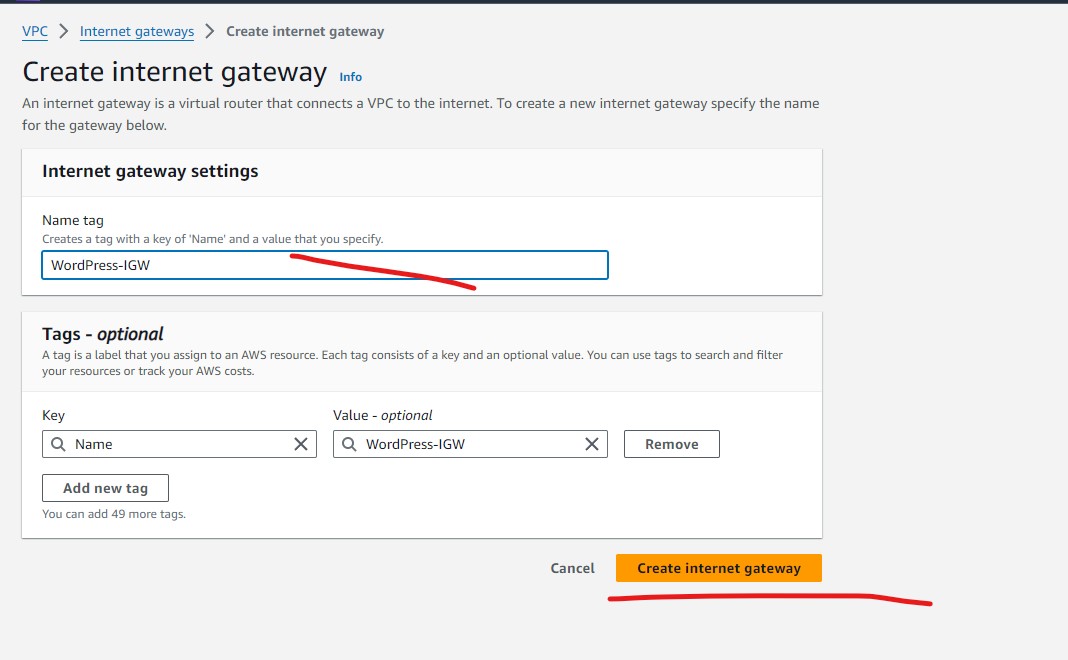 VPC > Internet gateways > Create internet gateway
Create internet gateway Info
An internet gateway is a virtual router that connects a VPC to the internet. To create a new internet gateway specify the name
for the gateway below.
Internet gateway settings
Name tag
Creates a tag with a key of 'Name' and a value that you specify.
WordPress-IGW
Tags - optional
A tag is a label that you assign to an AWS resource. Each tag consists of a key and an optional value. You can use tags to search and filter
your resources or track your AWS costs.
Key Value - optional
Name WordPress-IGW Remove
Add new tag
You can add 49 more tags.
Cancel Create internet gateway